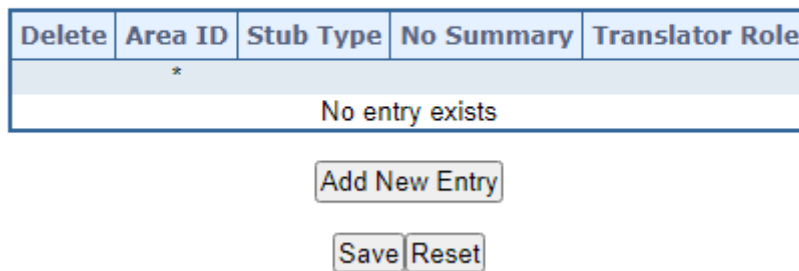 Delete Area ID Stub Type No Summary Translator Role
*
No entry exists
Add New Entry
Save Reset